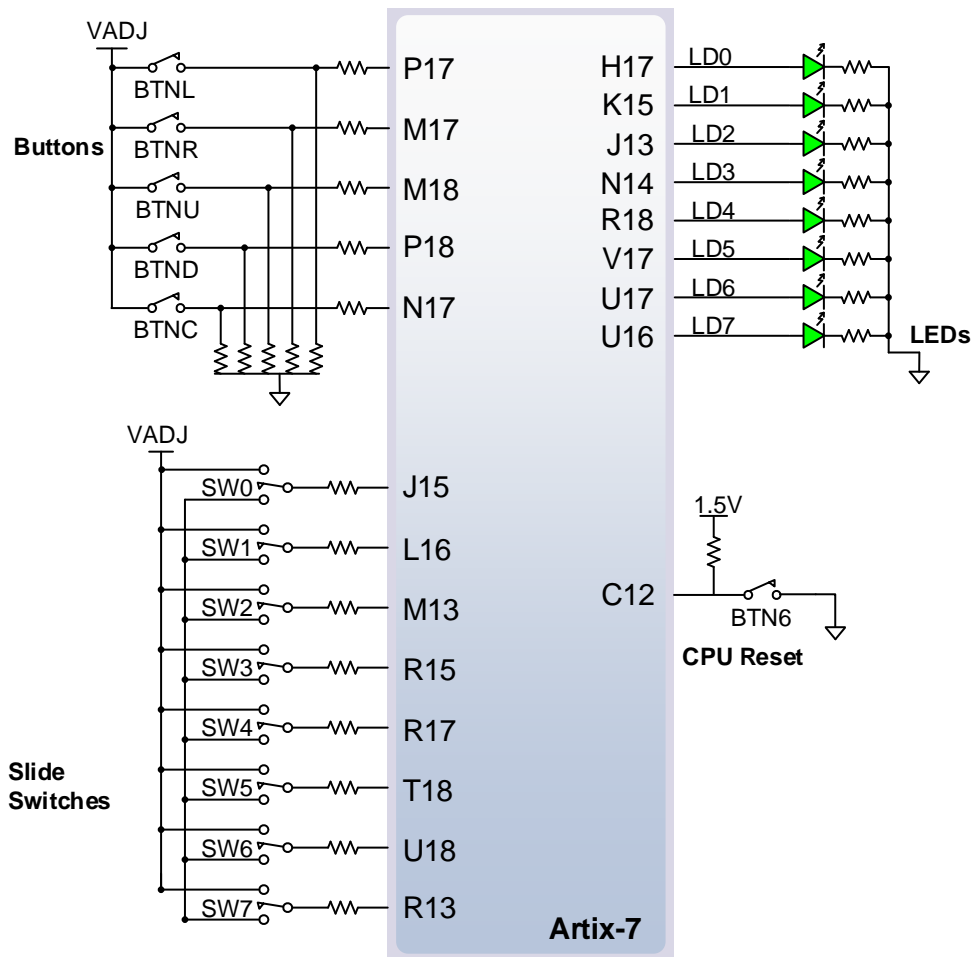 VADJ
BTNL
BTNR
Buttons
BTNU
BTND
BTNC
P17
M17
M18
P18
N17
H17
K15
J13
N14
R18
V17
U17
U16
LD0
LD1
LD2
LD3
LD4
LD5
LD6
LD7
LEDs
VADJ
SW0
SW1
SW2
SW3
SW4
SW5
SW6
SW7
Slide
Switches
J15
L16
M13
R15
R17
T18
U18
R13
C12
1.5V
BTN6
CPU Reset
Artix-7